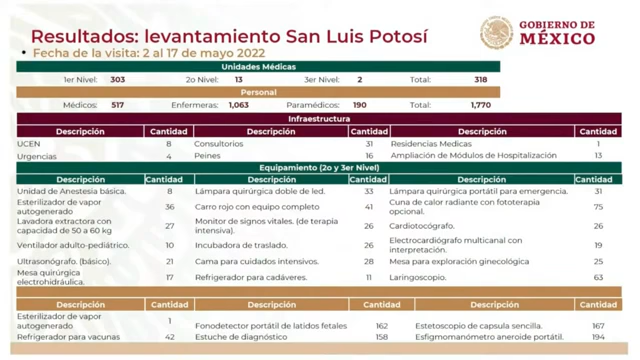 Resultados: levantamiento San Luis Potosí
GOBIERNO DE
MÉXICO
• Fecha de la visita: 2 al 17 de mayo 2022
Unidades Médicas
1er Nivel: 303 2o Nivel: 13 3er Nivel: 2 Total: 318
Personal
Médicos: 517 Enfermeras: 1,063 Paramédicos: 190 Total: 1,770
Infraestructura
Descripción Cantidad Descripción Cantidad Descripción Cantidad
UCEN 8 Consultorios 31 Residencias Medicas 1
Urgencias 4 Peines 16 Ampliación de Módulos de Hospitalización 13
Equipamiento (2o y 3er Nivel)
Descripción Cantidad Descripción Cantidad Descripción Cantidad
Unidad de Anestesia básica. 8 Lámpara quirúrgica doble de led. 33 Lámpara quirúrgica portátil para emergencia. 31
Esterilizador de vapor
autogenerado 36 Carro rojo con equipo completo 41 Cuna de calor radiante con fototerapia
opcional. 75
Lavadora extractora con
capacidad de 50 a 60 kg 27 Monitor de signos vitales. (de terapia
intensiva). 26 Cardiotocógrafo. 26
Ventilador adulto-pediátrico. 10 Incubadora de traslado. 26 Electrocardiógrafo multicanal con
interpretación. 19
Ultrasonógrafo. (básico). 21 Cama para cuidados intensivos. 28 Mesa para exploración ginecológica 25
Mesa quirúrgica
electrohidráulica. 17 Refrigerador para cadáveres. 11 Laringoscopio. 63
Descripción Cantidad Descripción Cantidad Descripción Cantidad
Esterilizador de vapor
autogenerado 1 Fonodetector portátil de latidos fetales 162 Estetoscopio de capsula sencilla. 167
Refrigerador para vacunas 42 Estuche de diagnóstico 158 Esfigmomanómetro aneroide portátil. 194